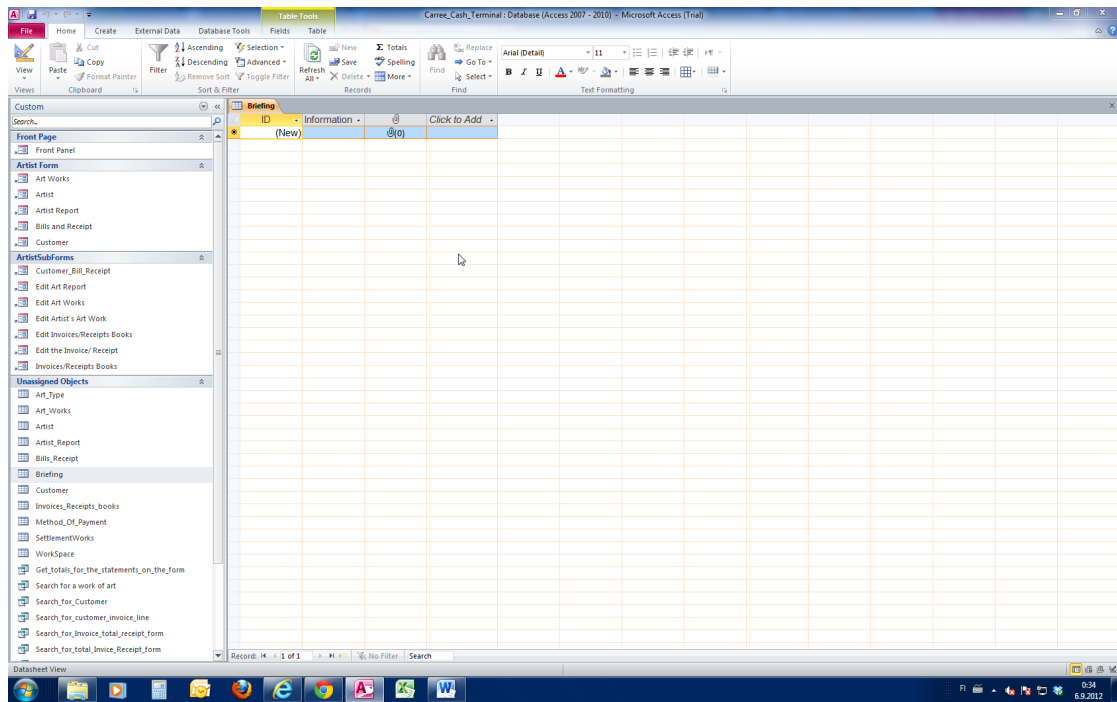 Table Tools
Carree_Cash_Terminal : Database (Access 2007 - 2010) - Microsoft Access (Trial)
File Home Create External Data Database Tools Fields Table
View
Views
Paste
Cut
Copy
Format Painter
Clipboard
Filter
Ascending
Descending
Remove Sort
Selection
Advanced
Toggle Filter
Sort & Filter
Refresh All
New
Save
Delete
Totals
Spelling
More
Records
Find
Replace
Go To
Select
Find
Arial (Detail) 11
B I U A
Text Formatting
Custom
Search...
Front Page
Front Panel
Artist Form
Art Works
Artist
Artist Report
Bills and Receipt
Customer
ArtistSubForms
Customer_Bill_Receipt
Edit Art Report
Edit Art Works
Edit Artist's Art Work
Edit Invoices/Receipts Books
Edit the Invoice/ Receipt
Invoices/Receipts Books
Unassigned Objects
Art_Type
Art_Works
Artist
Artist_Report
Bills_Receipt
Briefing
Customer
Invoices_Receipts_books
Method_Of_Payment
SettlementWorks
WorkSpace
Get_totals_for_the_statements_on_the_form
Search for a work of art
Search_for_Customer
Search_for_customer_invoice_line
Search_for_Invoice_total_receipt_form
Search_for_total_Invice_Receipt_form
Briefing
ID Information Click to Add
(New) (0)
Record: 1 of 1 No Filter Search
Datasheet View
FI
0:34
6.9.2012